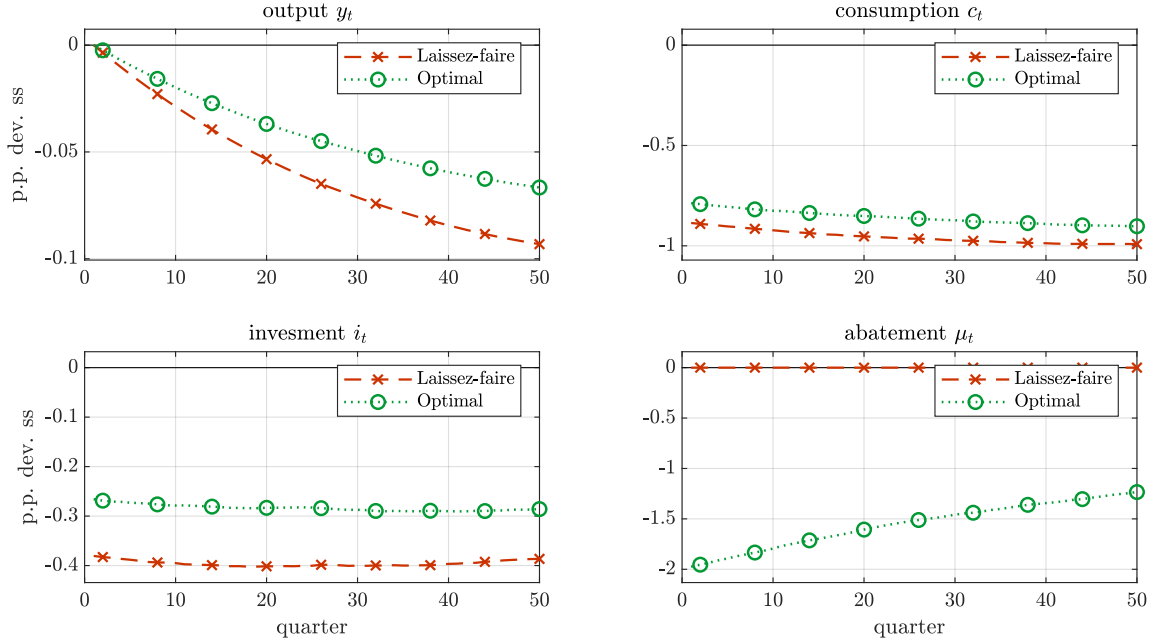 output y_t
p.p. dev. ss
0
-0.05
-0.1
0 10 20 30 40 50
Laissez-faire
Optimal
consumption c_t
0
-0.5
-1
0 10 20 30 40 50
Laissez-faire
Optimal
invesment i_t
p.p. dev. ss
0
-0.1
-0.2
-0.3
-0.4
0 10 20 30 40 50
quarter
Laissez-faire
Optimal
abatement μ_t
0
-0.5
-1
-1.5
-2
0 10 20 30 40 50
quarter
Laissez-faire
Optimal